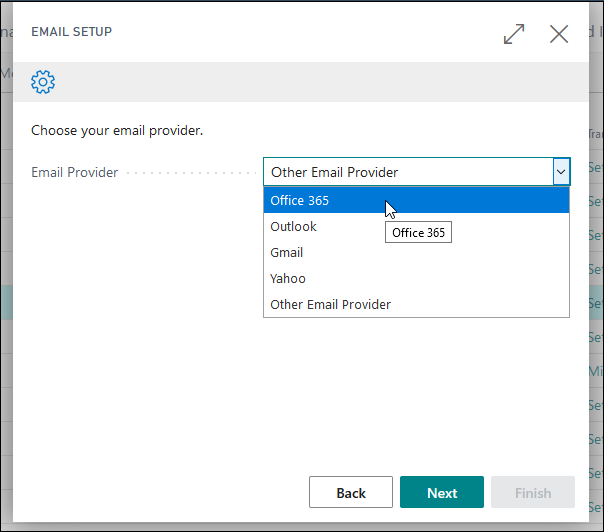 EMAIL SETUP
Choose your email provider.
Email Provider
Other Email Provider
Office 365
Outlook
Office 365
Gmail
Yahoo
Other Email Provider
Back
Next
Finish